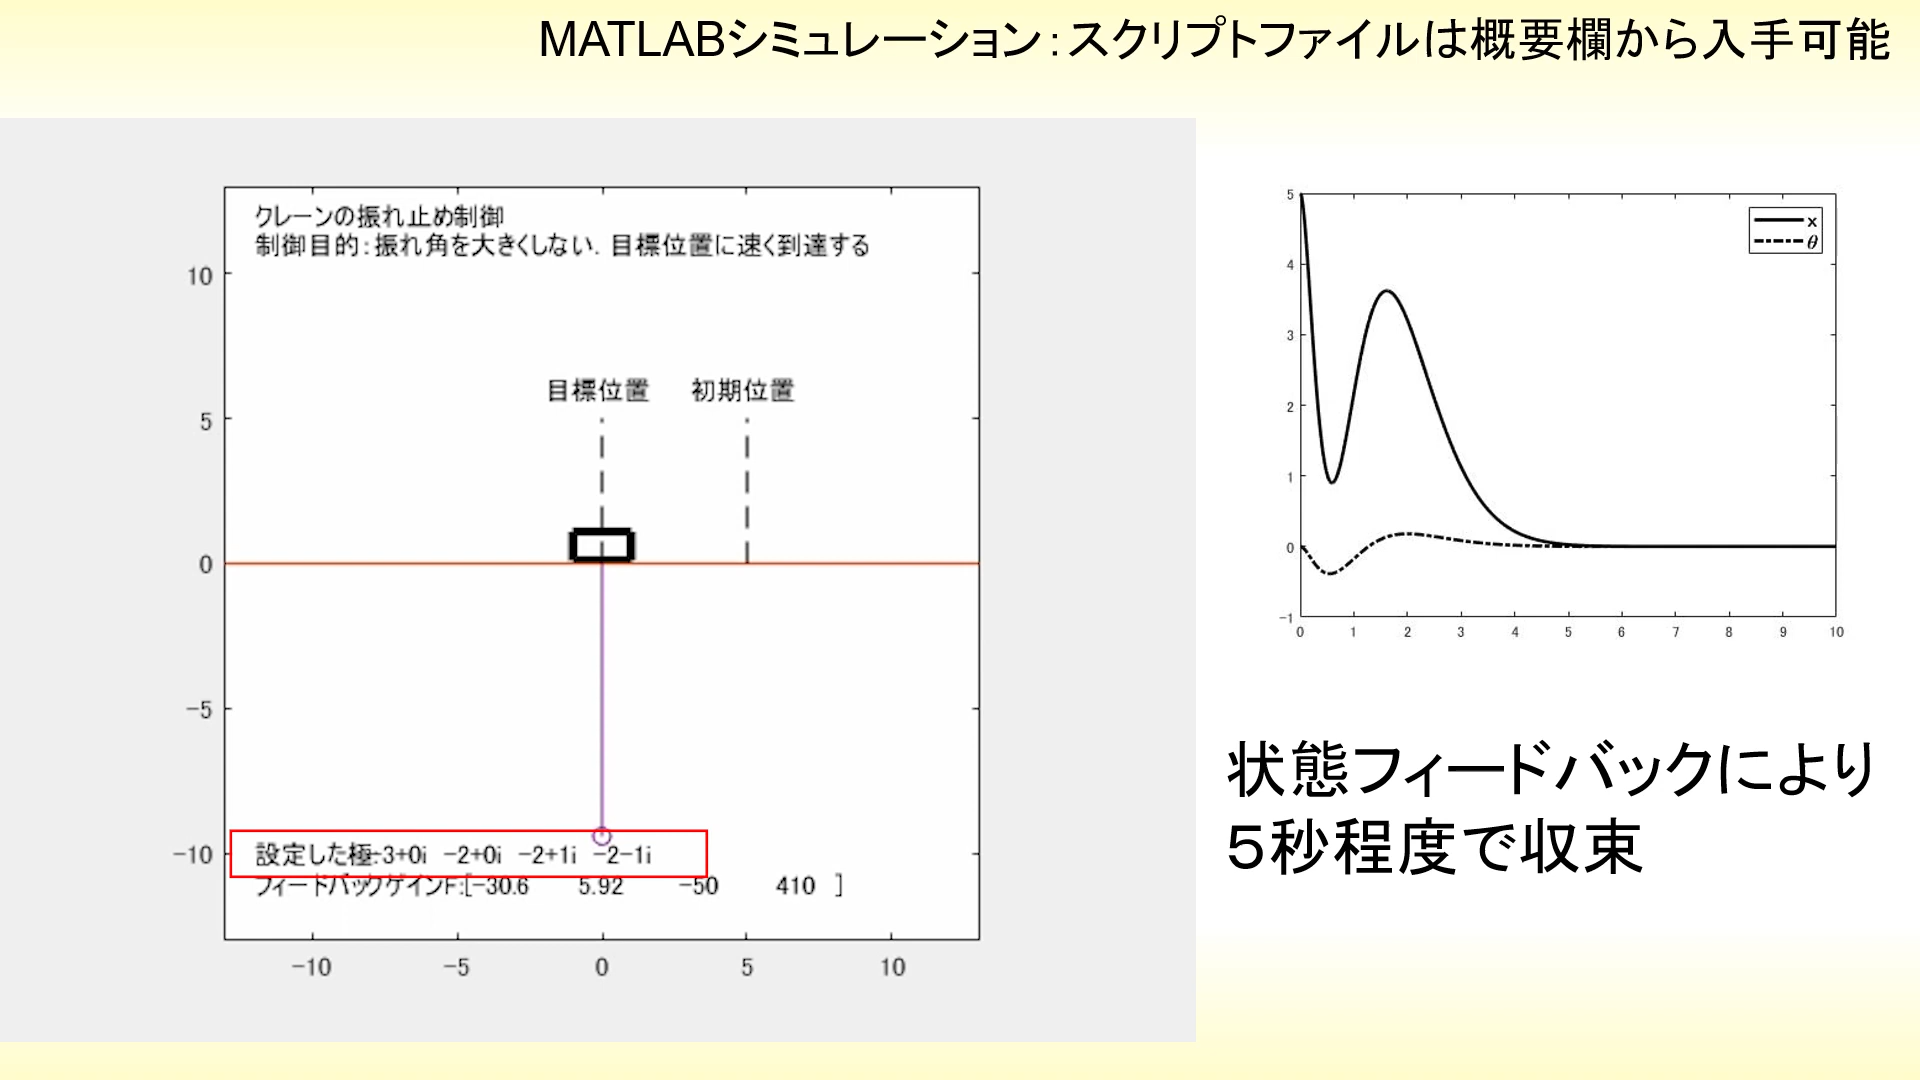 MATLABシミュレーション：スクリプトファイルは概要欄から入手可能
クレーンの振れ止め制御
制御目的：振れ角を大きくしない．目標位置に速く到達する
10
目標位置 初期位置
5
0
-5
-10
設定した極:-3+0i -2+0i -2+1i -2-1i
フィードバックゲインF:[-30.6 5.92 -50 410 ]
-10 -5 0 5 10
5
x
θ
4
3
2
1
0
-1
0 1 2 3 4 5 6 7 8 9 10
状態フィードバックにより
５秒程度で収束